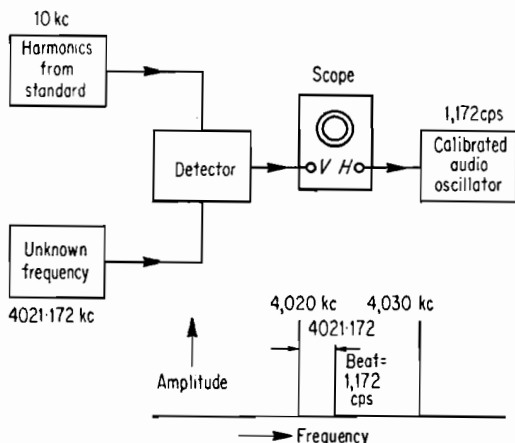 10 kc
Harmonics
from
standard
Scope
1,172cps
Detector
V H
Calibrated
audio
oscillator
Unknown
frequency
4021·172 kc
4,020 kc
4,030 kc
4021·172
Beat=
1,172
cps
Amplitude
Frequency